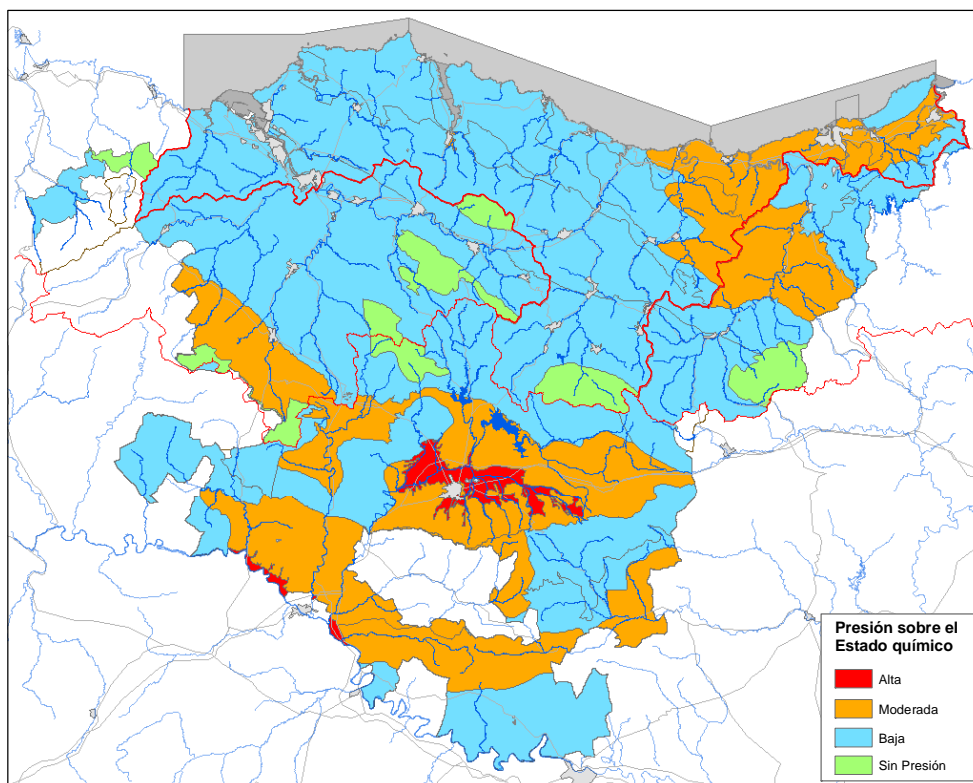 Presión sobre el
Estado químico
Alta
Moderada
Baja
Sin Presión